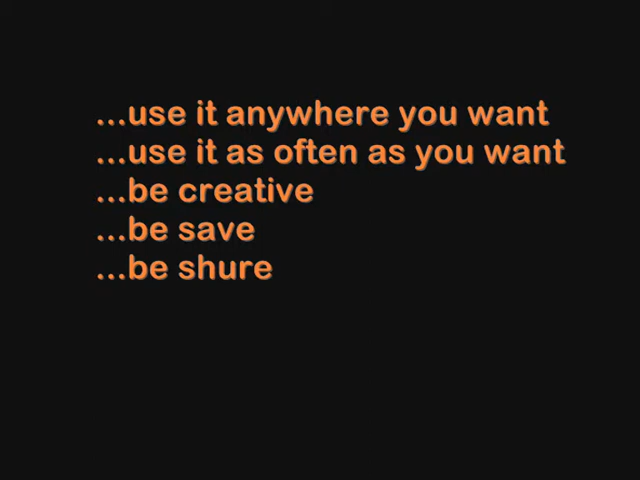 ...use it anywhere you want
...use it as often as you want
...be creative
...be save
...be shure